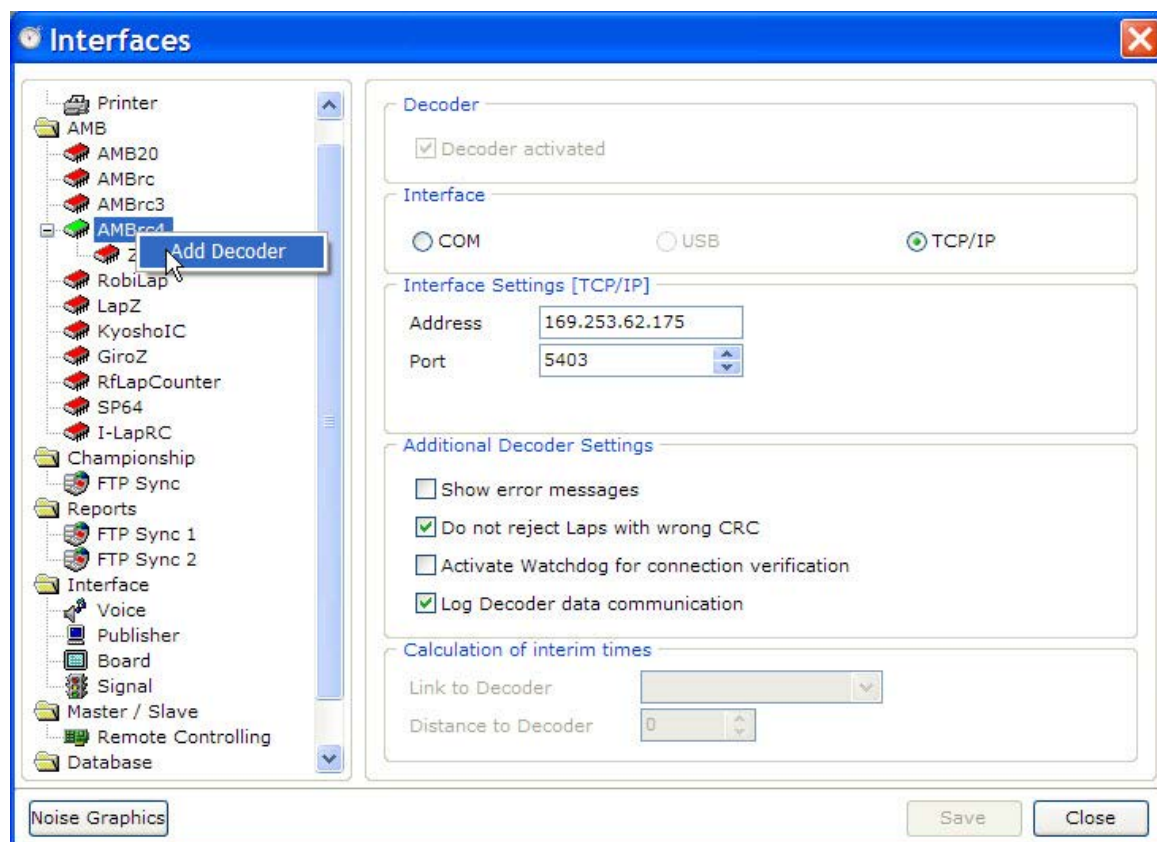 Interfaces
Printer
AMB
AMB20
AMBrc
AMBrc3
AMBrc4
Add Decoder
RobiLap
LapZ
KyoshoIC
GiroZ
RfLapCounter
SP64
I-LapRC
Championship
FTP Sync
Reports
FTP Sync 1
FTP Sync 2
Interface
Voice
Publisher
Board
Signal
Master / Slave
Remote Controlling
Database
Decoder
Decoder activated
Interface
COM USB TCP/IP
Interface Settings [TCP/IP]
Address 169.253.62.175
Port 5403
Additional Decoder Settings
Show error messages
Do not reject Laps with wrong CRC
Activate Watchdog for connection verification
Log Decoder data communication
Calculation of interim times
Link to Decoder
Distance to Decoder 0
Noise Graphics Save Close